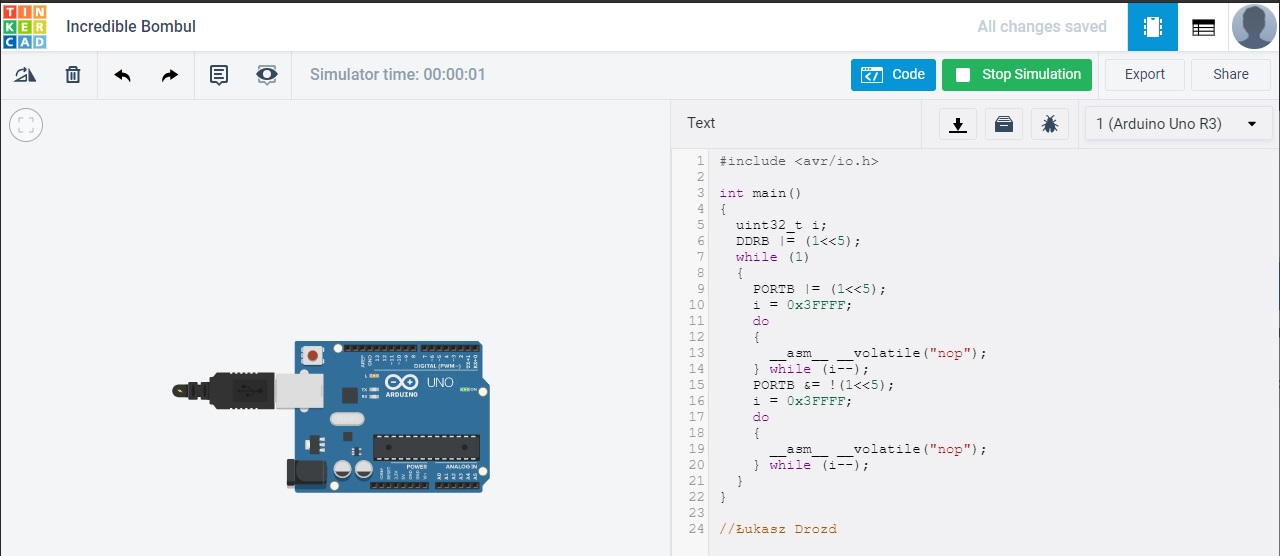 TIN
KER
CAD
Incredible Bombul
All changes saved
Simulator time: 00:00:01
Code
Stop Simulation
Export
Share
Text
1 (Arduino Uno R3)
1 #include <avr/io.h>
2
3 int main()
4 {
5 uint32_t i;
6 DDRB |= (1<<5);
7 while (1)
8 {
9 PORTB |= (1<<5);
10 i = 0x3FFFF;
11 do
12 {
13 __asm__ __volatile("nop");
14 } while (i--);
15 PORTB &= !(1<<5);
16 i = 0x3FFFF;
17 do
18 {
19 __asm__ __volatile("nop");
20 } while (i--);
21 }
22 }
23
24 //Łukasz Drozd
DIGITAL (PWM~)
UNO
ARDUINO
POWER
ANALOG IN